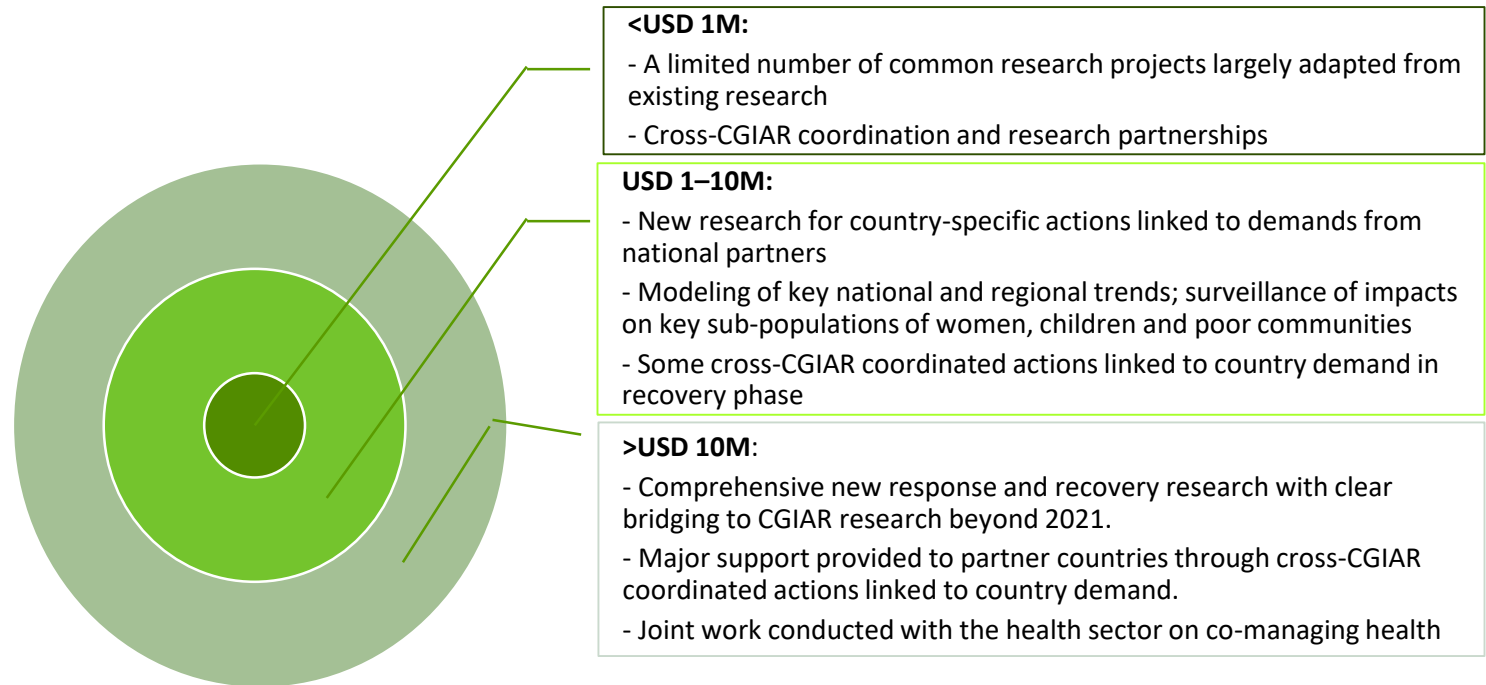 <USD 1M:
- A limited number of common research projects largely adapted from
existing research
- Cross-CGIAR coordination and research partnerships
USD 1–10M:
- New research for country-specific actions linked to demands from
national partners
- Modeling of key national and regional trends; surveillance of impacts
on key sub-populations of women, children and poor communities
- Some cross-CGIAR coordinated actions linked to country demand in
recovery phase
>USD 10M:
- Comprehensive new response and recovery research with clear
bridging to CGIAR research beyond 2021.
- Major support provided to partner countries through cross-CGIAR
coordinated actions linked to country demand.
- Joint work conducted with the health sector on co-managing health